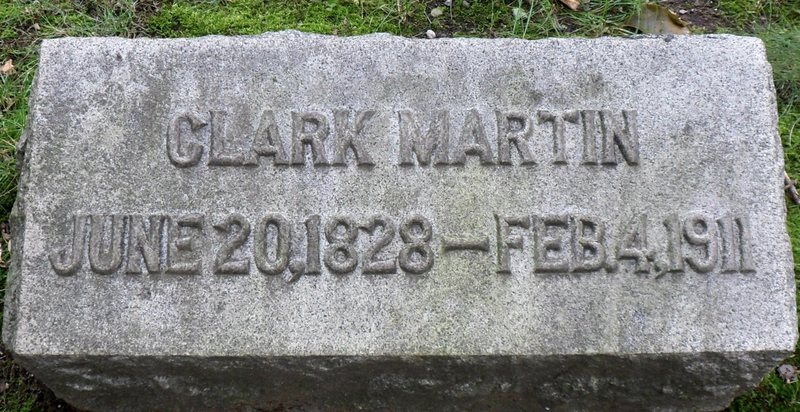 CLARK MARTIN
JUNE 20, 1828 – FEB. 4, 1911